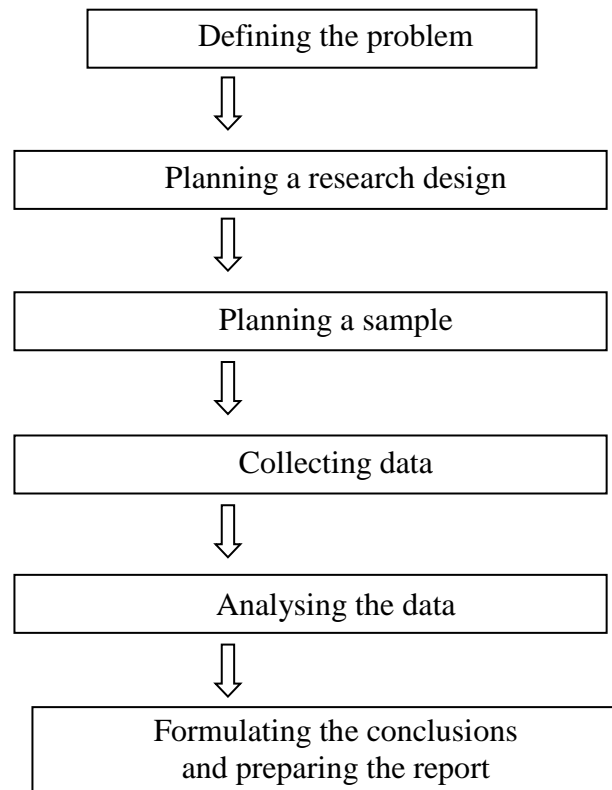 Defining the problem
Planning a research design
Planning a sample
Collecting data
Analysing the data
Formulating the conclusions
and preparing the report